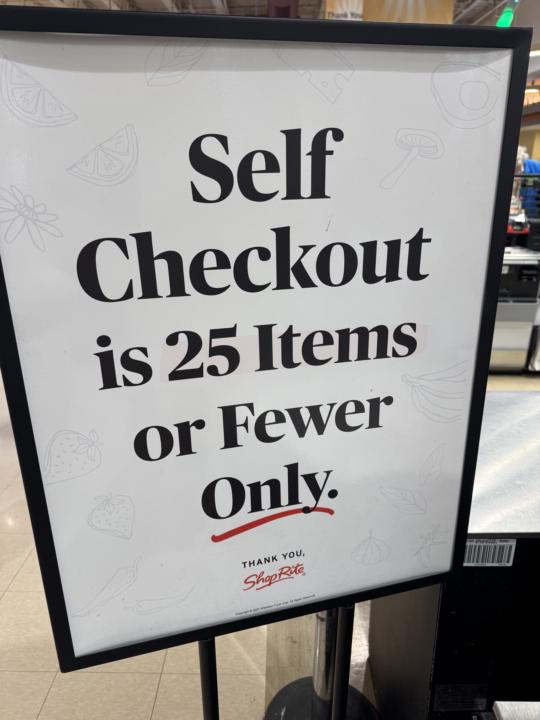 Self
Checkout
is 25 Items
or Fewer
Only.
THANK YOU,
ShopRite